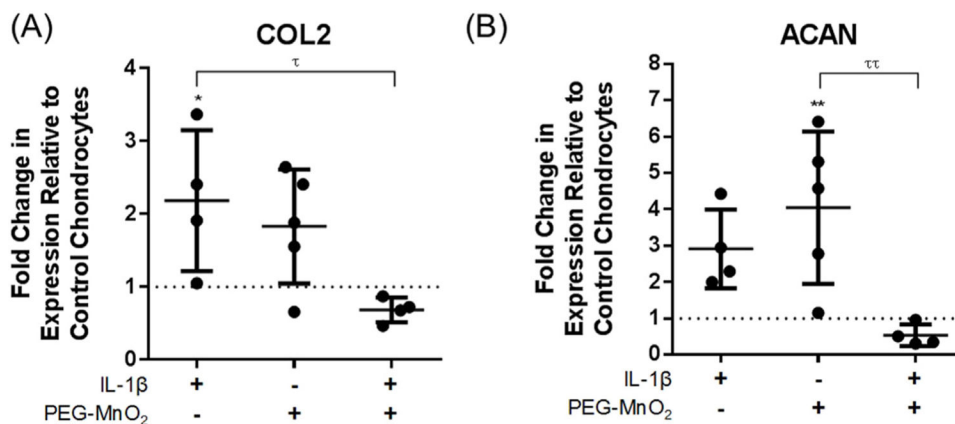 (A)
COL2
Fold Change in
Expression Relative to
Control Chondrocytes
4
3
2
1
0
*
τ
IL-1β + - +
PEG-MnO2 - + +
(B)
ACAN
Fold Change in
Expression Relative to
Control Chondrocytes
8
7
6
5
4
3
2
1
0
**
ττ
IL-1β + - +
PEG-MnO2 - + +